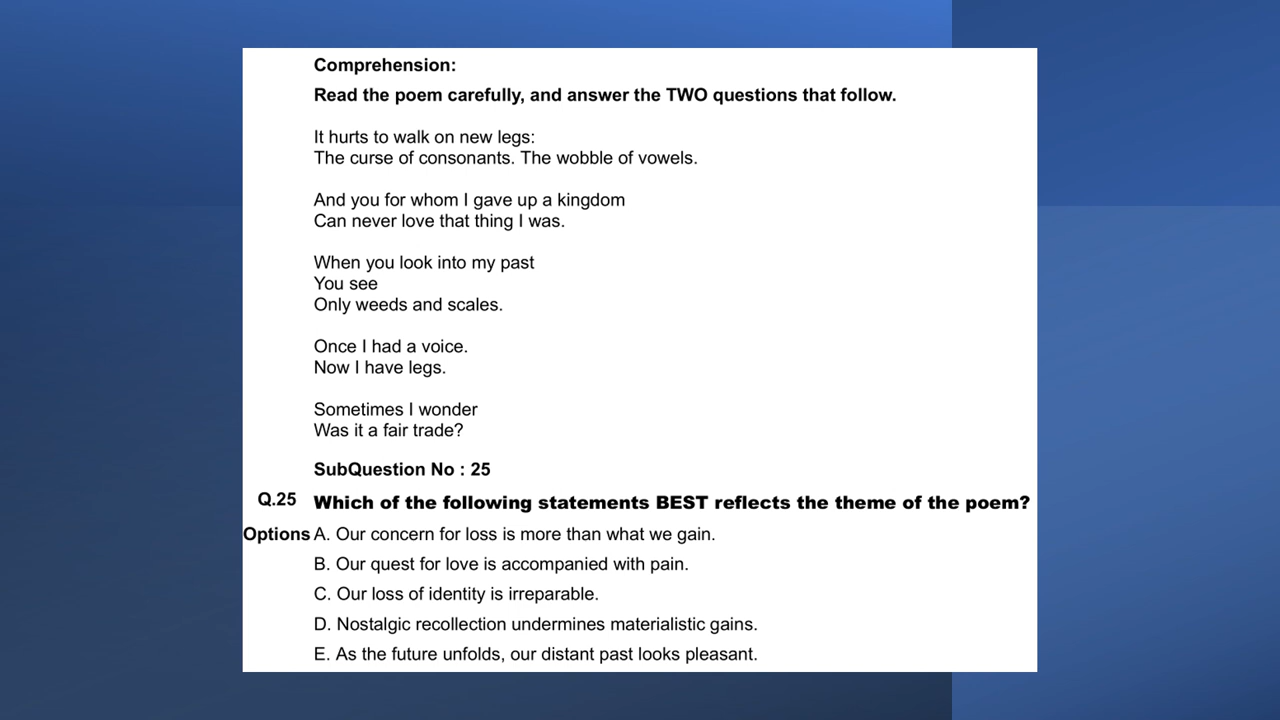 Comprehension:
Read the poem carefully, and answer the TWO questions that follow.
It hurts to walk on new legs:
The curse of consonants. The wobble of vowels.
And you for whom I gave up a kingdom
Can never love that thing I was.
When you look into my past
You see
Only weeds and scales.
Once I had a voice.
Now I have legs.
Sometimes I wonder
Was it a fair trade?
SubQuestion No : 25
Q.25 Which of the following statements BEST reflects the theme of the poem?
Options A. Our concern for loss is more than what we gain.
B. Our quest for love is accompanied with pain.
C. Our loss of identity is irreparable.
D. Nostalgic recollection undermines materialistic gains.
E. As the future unfolds, our distant past looks pleasant.